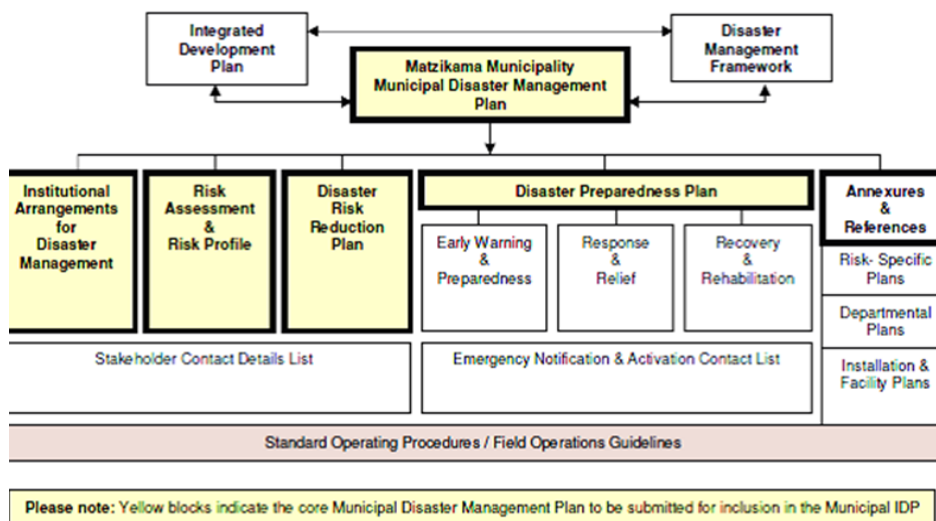 Integrated
Development
Plan
Disaster
Management
Framework
Matzikama Municipality
Municipal Disaster Management
Plan
Institutional
Arrangements
for
Disaster
Management
Risk
Assessment
&
Risk Profile
Disaster
Risk
Reduction
Plan
Disaster Preparedness Plan
Early Warning
&
Preparedness
Response
&
Relief
Recovery
&
Rehabilitation
Annexures
&
References
Risk- Specific
Plans
Departmental
Plans
Installation &
Facility Plans
Stakeholder Contact Details List
Emergency Notification & Activation Contact List
Standard Operating Procedures / Field Operations Guidelines
Please note: Yellow blocks indicate the core Municipal Disaster Management Plan to be submitted for inclusion in the Municipal IDP